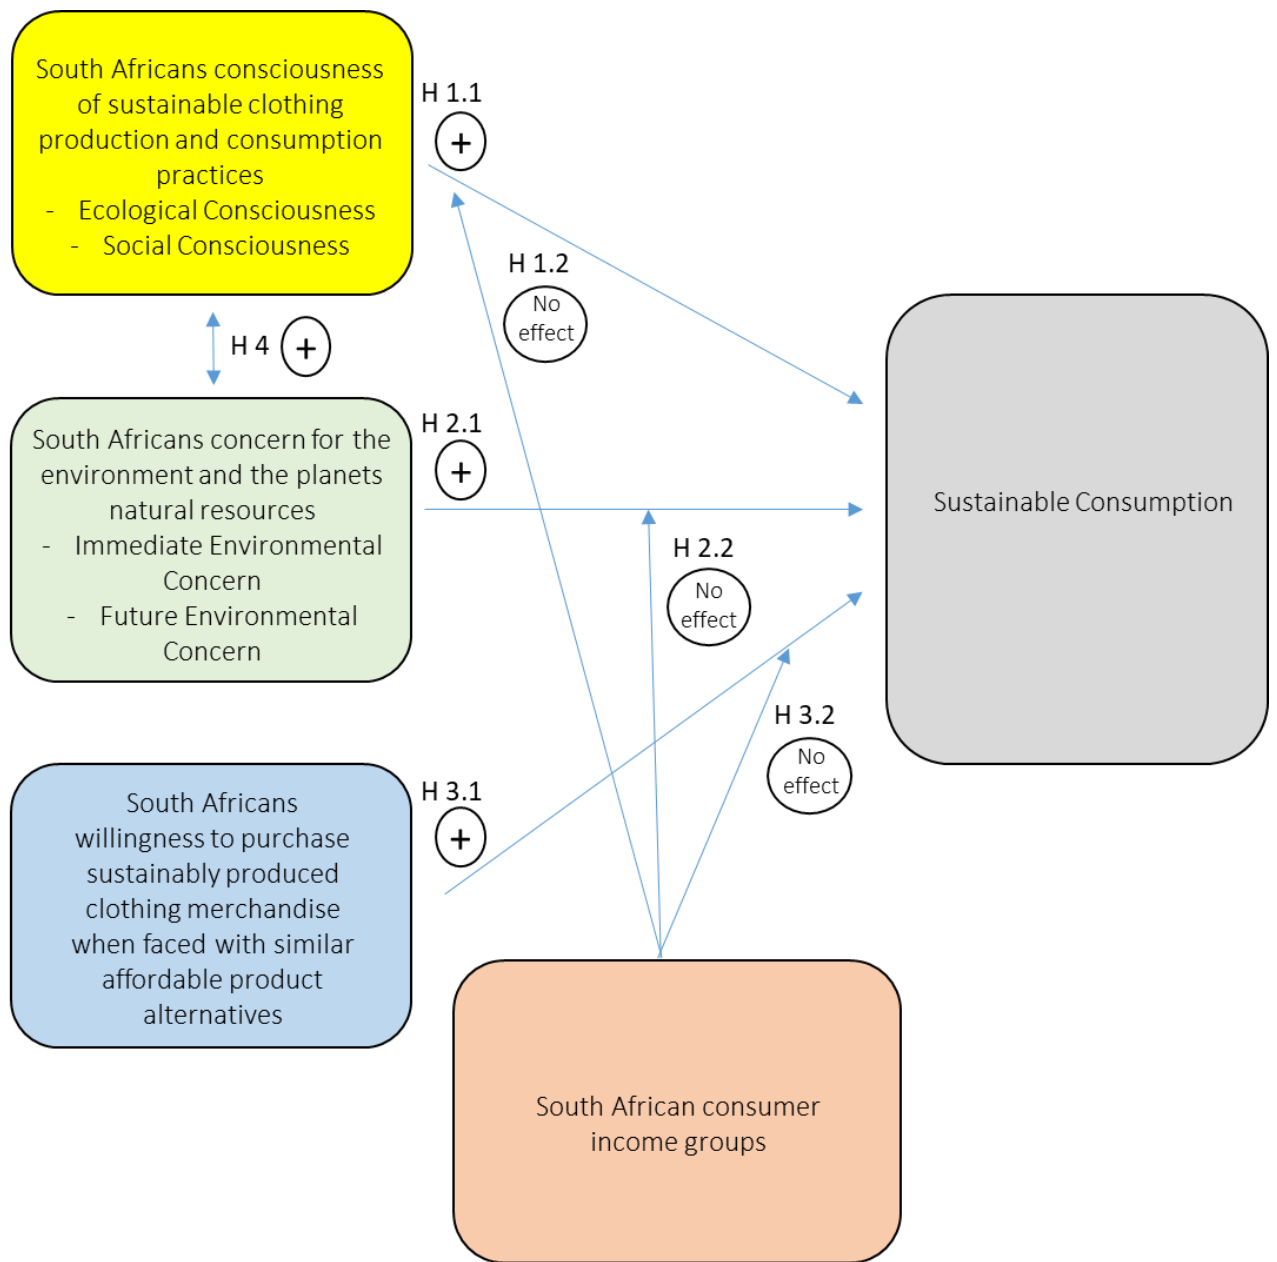 South Africans consciousness
of sustainable clothing
production and consumption
practices
- Ecological Consciousness
- Social Consciousness
H 1.1
+
H 1.2
No
effect
H 4 +
South Africans concern for the
environment and the planets
natural resources
- Immediate Environmental
Concern
- Future Environmental
Concern
H 2.1
+
H 2.2
No
effect
Sustainable Consumption
South Africans
willingness to purchase
sustainably produced
clothing merchandise
when faced with similar
affordable product
alternatives
H 3.1
+
H 3.2
No
effect
South African consumer
income groups